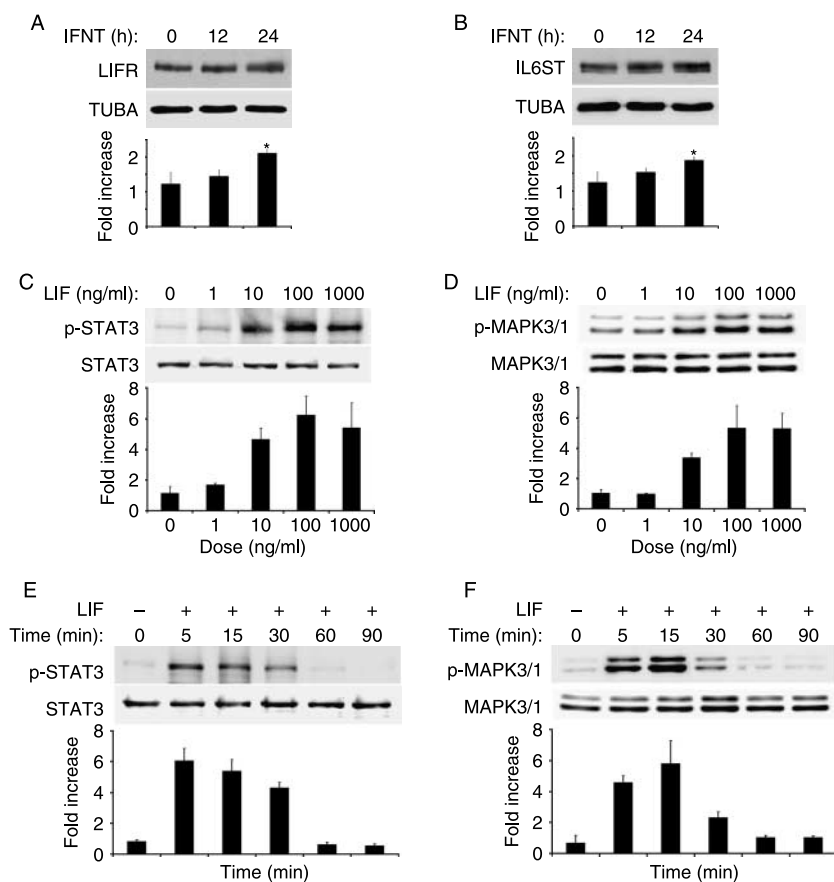 A
IFNT (h): 0 12 24
LIFR
TUBA
Fold increase
2
1
0
*
B
IFNT (h): 0 12 24
IL6ST
TUBA
Fold increase
2
1
0
*
C
LIF (ng/ml): 0 1 10 100 1000
p-STAT3
STAT3
Fold increase
8
6
4
2
0
0 1 10 100 1000
Dose (ng/ml)
D
LIF (ng/ml): 0 1 10 100 1000
p-MAPK3/1
MAPK3/1
Fold increase
8
6
4
2
0
0 1 10 100 1000
Dose (ng/ml)
E
LIF – + + + + +
Time (min): 0 5 15 30 60 90
p-STAT3
STAT3
Fold increase
8
6
4
2
0
Time (min)
F
LIF – + + + + +
Time (min): 0 5 15 30 60 90
p-MAPK3/1
MAPK3/1
Fold increase
8
6
4
2
0
Time (min)